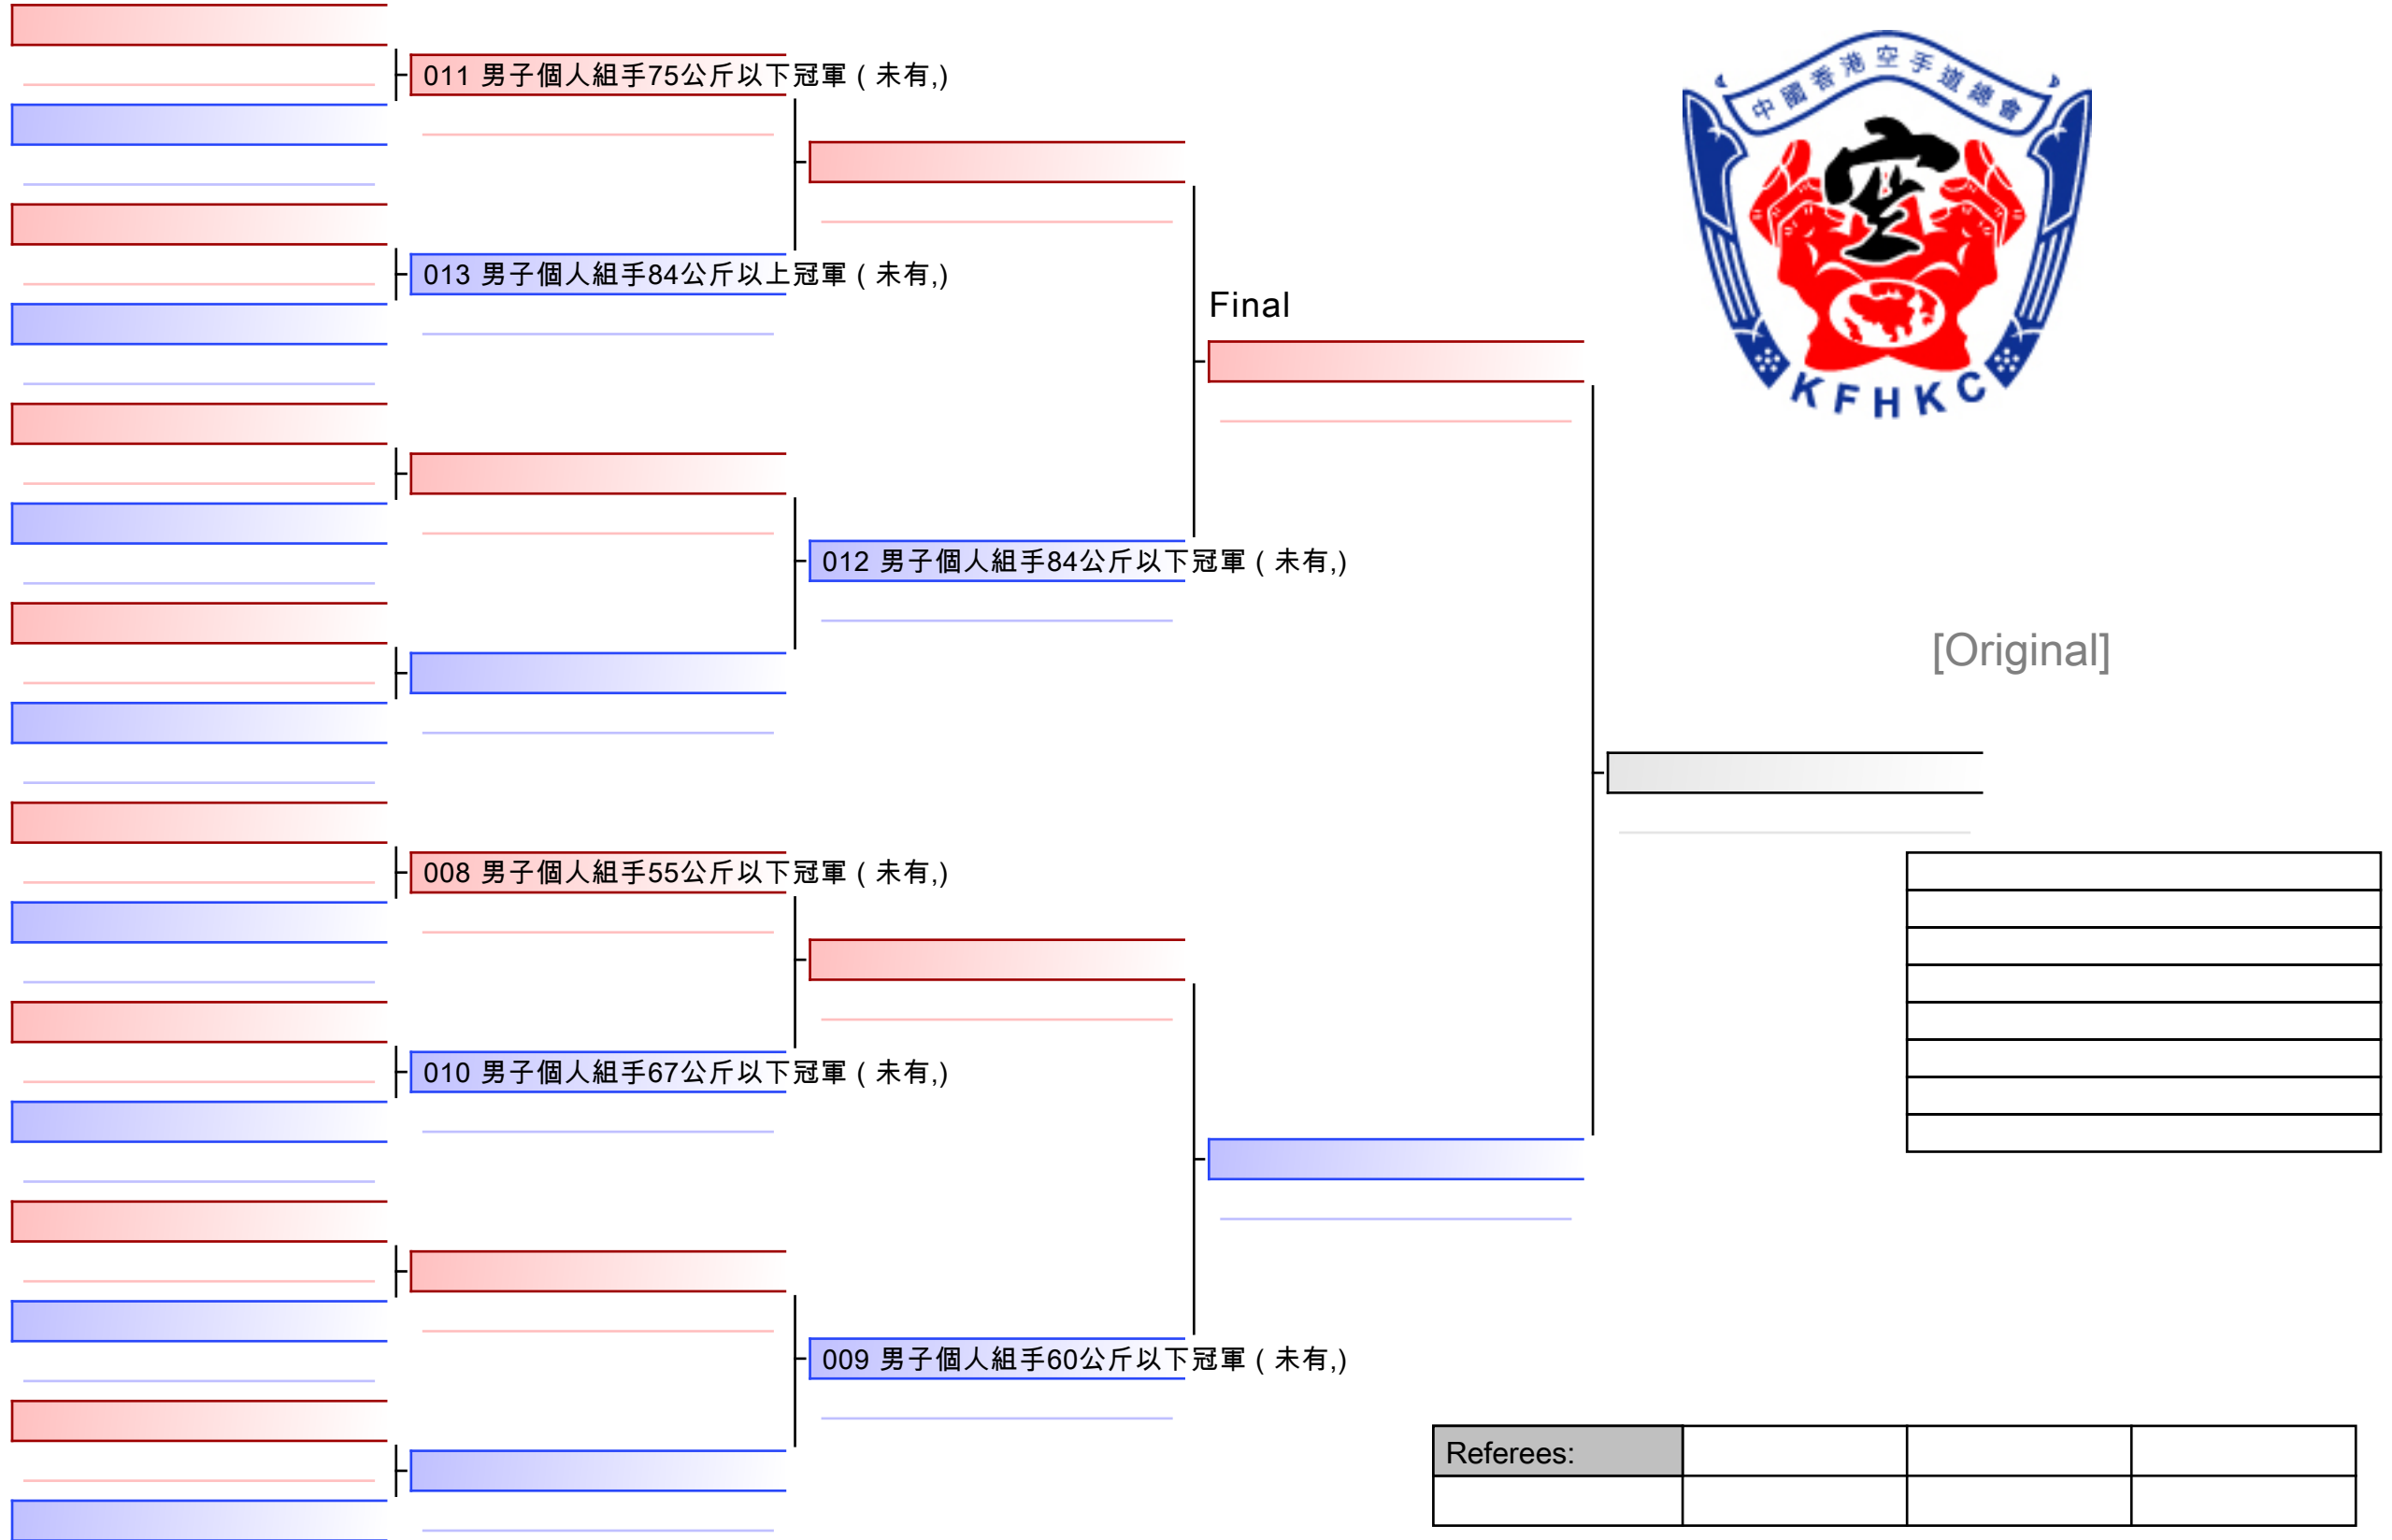 中國香港空手道總會
空
KFHKC
011 男子個人組手75公斤以下冠軍 ( 未有,)
013 男子個人組手84公斤以上冠軍 ( 未有,)
Final
012 男子個人組手84公斤以下冠軍 ( 未有,)
[Original]
008 男子個人組手55公斤以下冠軍 ( 未有,)
010 男子個人組手67公斤以下冠軍 ( 未有,)
009 男子個人組手60公斤以下冠軍 ( 未有,)
Referees: